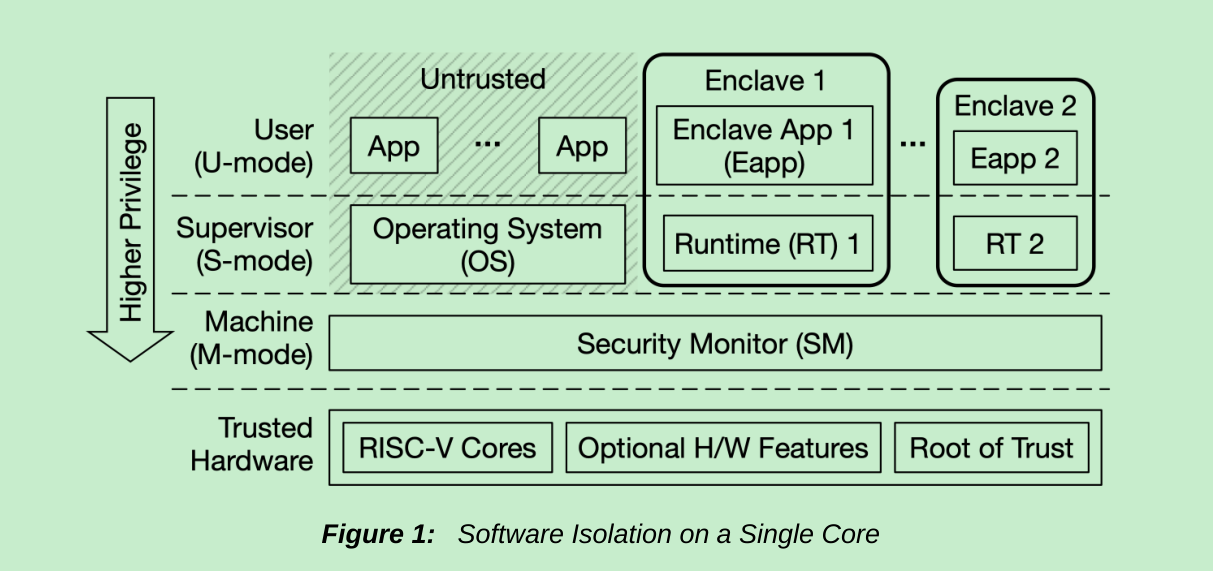 Untrusted
Enclave 1
Enclave 2
Higher Privilege
User
(U-mode)
App
...
App
Enclave App 1
(Eapp)
...
Eapp 2
Supervisor
(S-mode)
Operating System
(OS)
Runtime (RT) 1
RT 2
Machine
(M-mode)
Security Monitor (SM)
Trusted
Hardware
RISC-V Cores
Optional H/W Features
Root of Trust
Figure 1: Software Isolation on a Single Core